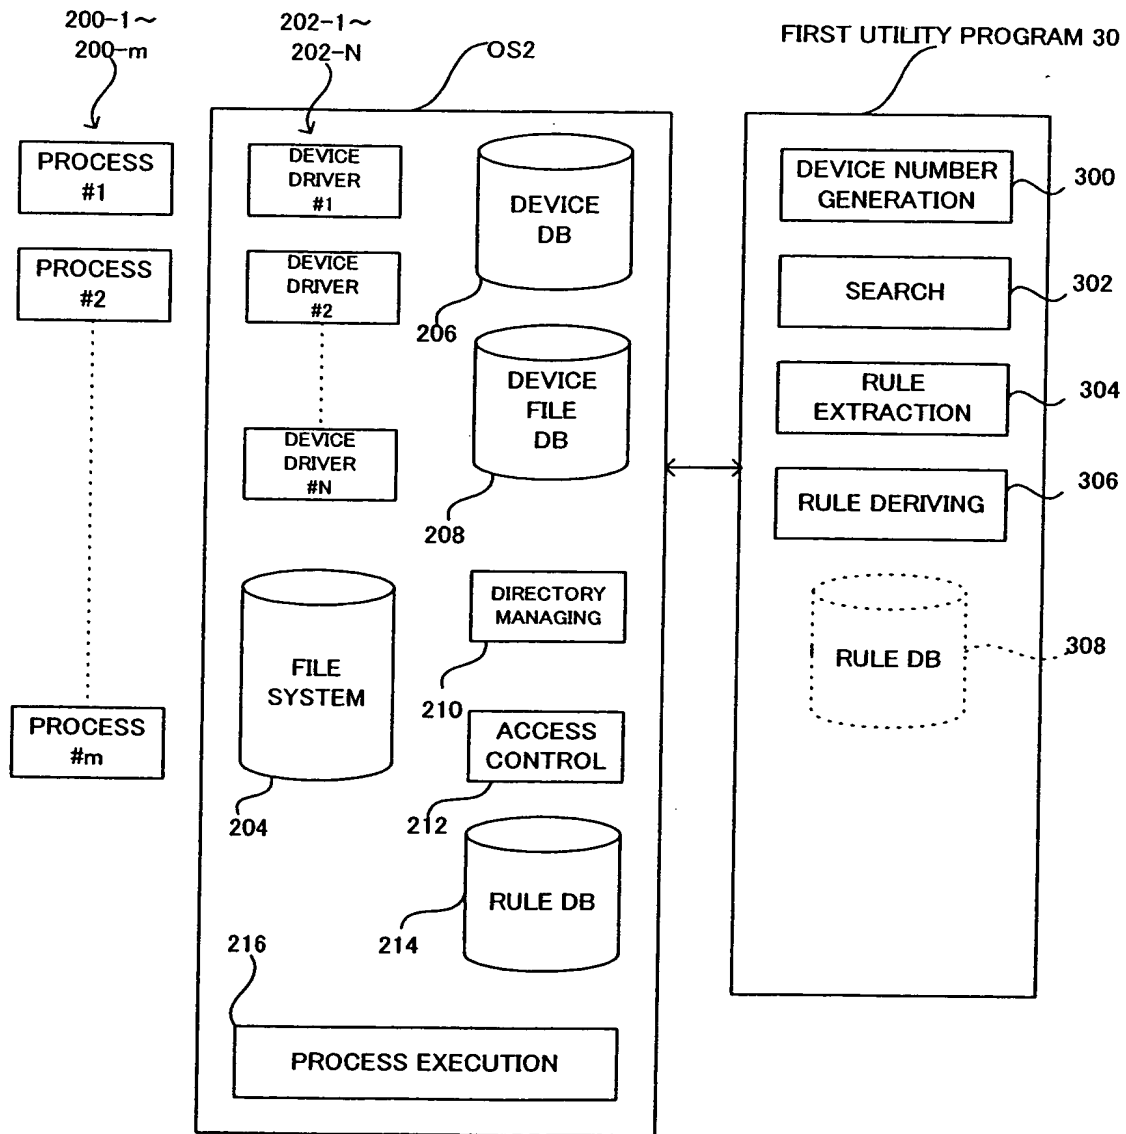 200-1～
200-m
202-1～
202-N
OS2
FIRST UTILITY PROGRAM 30
PROCESS
#1
PROCESS
#2
PROCESS
#m
DEVICE
DRIVER
#1
DEVICE
DRIVER
#2
DEVICE
DRIVER
#N
DEVICE
DB
206
DEVICE
FILE
DB
208
FILE
SYSTEM
204
DIRECTORY
MANAGING
210
ACCESS
CONTROL
212
RULE DB
214
216
PROCESS EXECUTION
DEVICE NUMBER
GENERATION
300
SEARCH
302
RULE
EXTRACTION
304
RULE DERIVING
306
RULE DB
308